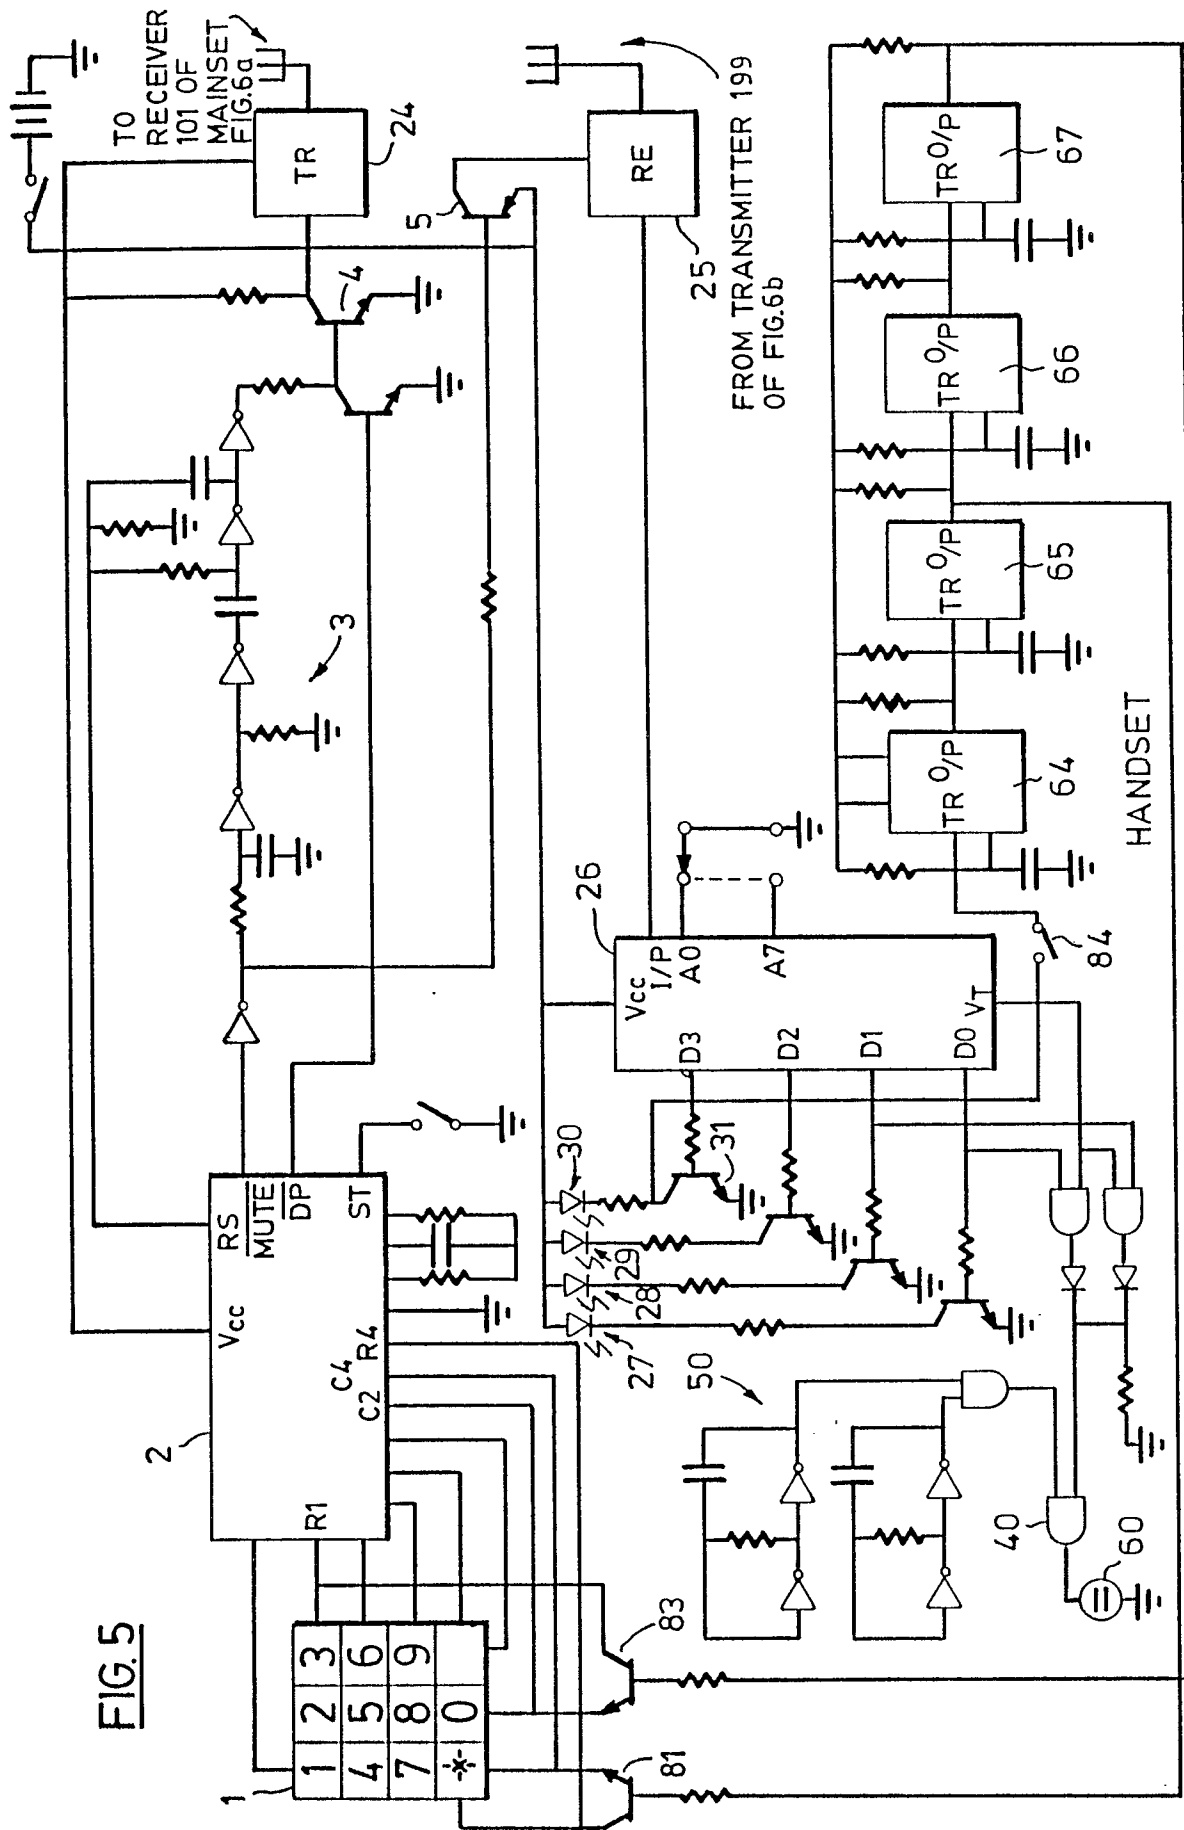 FIG. 5
1
1 2 3
4 5 6
7 8 9
* 0
2
R1
Vcc
RS
MUTE
DP
ST
C4
C2
R4
3
4
5
TO
RECEIVER
101 OF
MAINSET
FIG.6a
TR
24
RE
25
199
FROM TRANSMITTER
OF FIG.6b
26
Vcc
I/P
A0
A7
D3
D2
D1
D0
VT
27
28
29
30
31
50
40
60
81
83
84
TR O/P
64
TR O/P
65
TR O/P
66
TR O/P
67
HANDSET